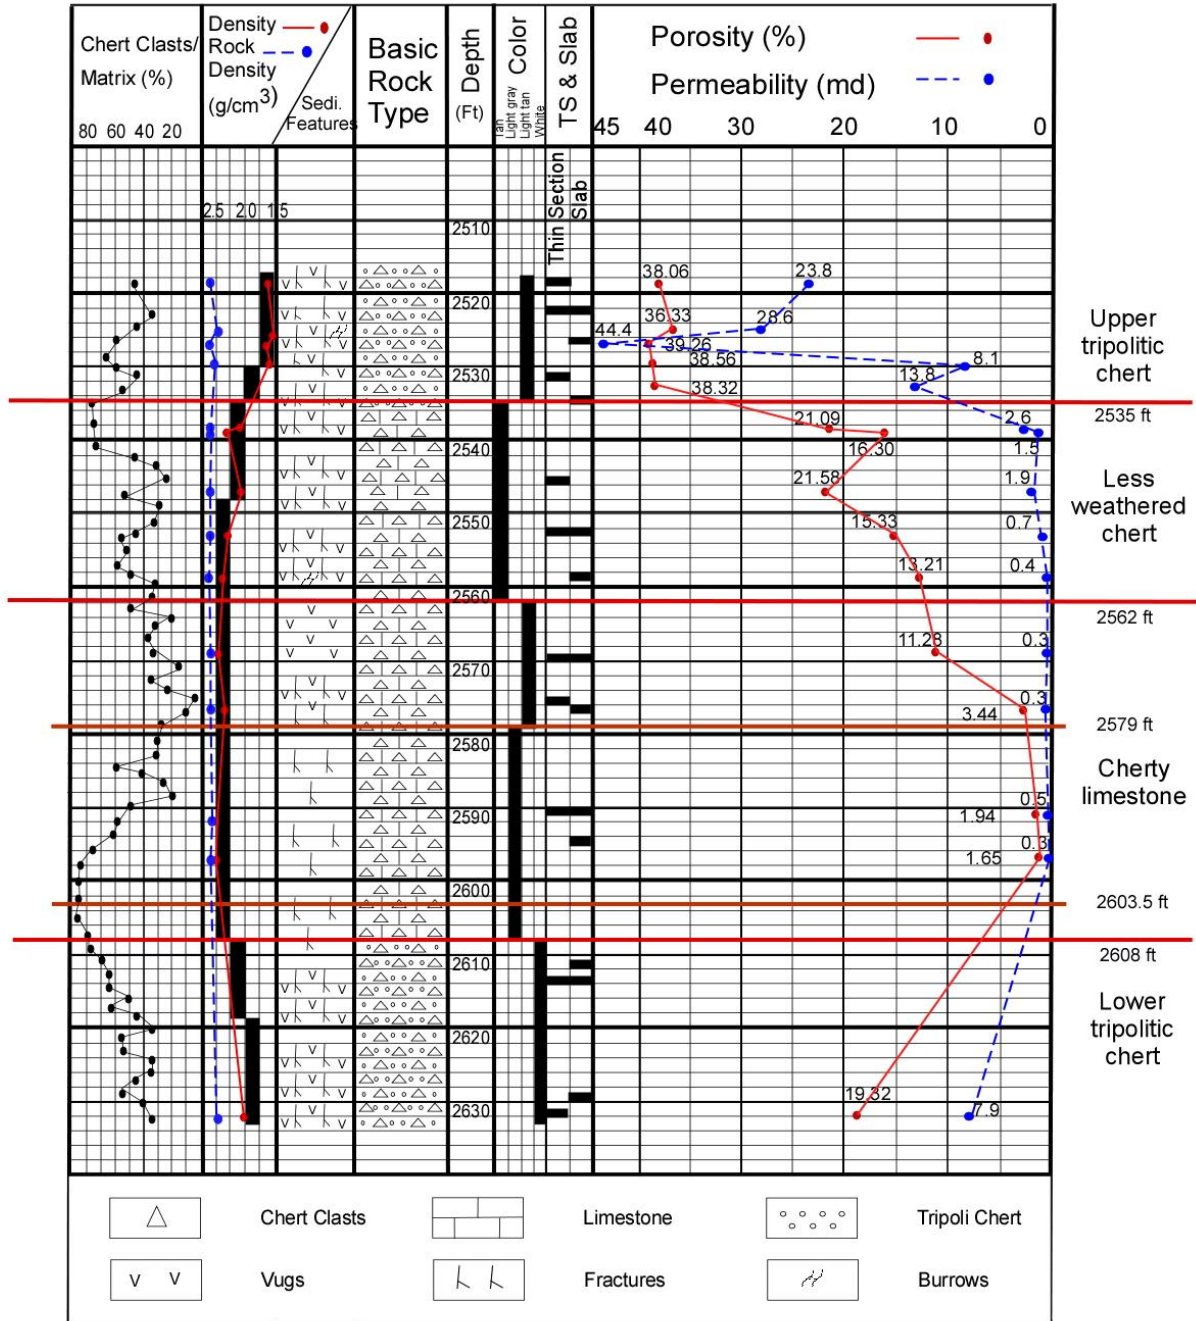 Chert Clasts/
Matrix (%)
80 60 40 20
Density
Rock
Density
(g/cm3)
Sedi.
Features
Basic
Rock
Type
Depth
(Ft)
Color
Tan
Light gray
Light tan
White
TS & Slab
Porosity (%)
Permeability (md)
45 40 30 20 10 0
Thin Section
Slab
2.5 2.0 1.5
2510
2520
2530
2540
2550
2560
2570
2580
2590
2600
2610
2620
2630
38.06 23.8
36.33 28.6
44.4 39.26
38.56 8.1
38.32 13.8
21.09 2.6
16.30 1.5
21.58 1.9
15.33 0.7
13.21 0.4
11.28 0.3
3.44 0.3
1.94 0.5
1.65 0.3
19.32 7.9
Upper
tripolitic
chert
2535 ft
Less
weathered
chert
2562 ft
2579 ft
Cherty
limestone
2603.5 ft
2608 ft
Lower
tripolitic
chert
Chert Clasts
Limestone
Tripoli Chert
V V
Vugs
Fractures
Burrows